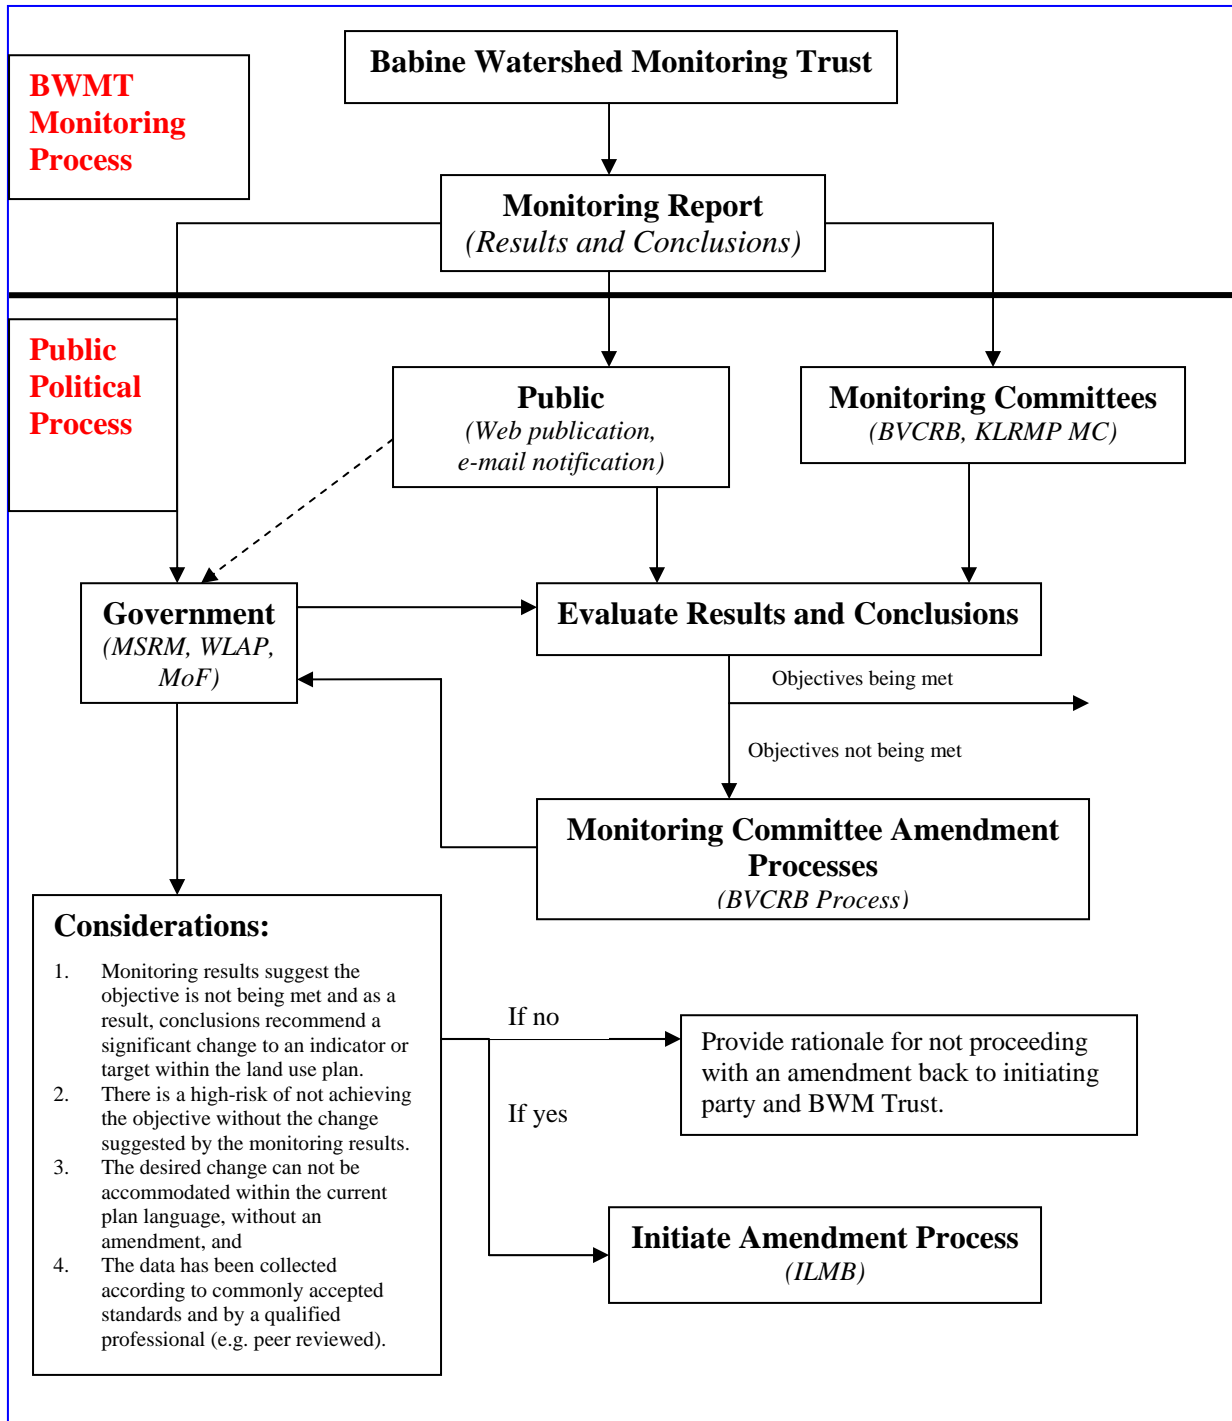 Babine Watershed Monitoring Trust
BWMT
Monitoring
Process
Monitoring Report
(Results and Conclusions)
Public
Political
Process
Public
(Web publication,
e-mail notification)
Monitoring Committees
(BVCRB, KLRMP MC)
Government
(MSRM, WLAP,
MoF)
Evaluate Results and Conclusions
Objectives being met
Objectives not being met
Monitoring Committee Amendment
Processes
(BVCRB Process)
Considerations:
1. Monitoring results suggest the
objective is not being met and as a
result, conclusions recommend a
significant change to an indicator or
target within the land use plan.
2. There is a high-risk of not achieving
the objective without the change
suggested by the monitoring results.
3. The desired change can not be
accommodated within the current
plan language, without an
amendment, and
4. The data has been collected
according to commonly accepted
standards and by a qualified
professional (e.g. peer reviewed).
If no
If yes
Provide rationale for not proceeding
with an amendment back to initiating
party and BWM Trust.
Initiate Amendment Process
(ILMB)